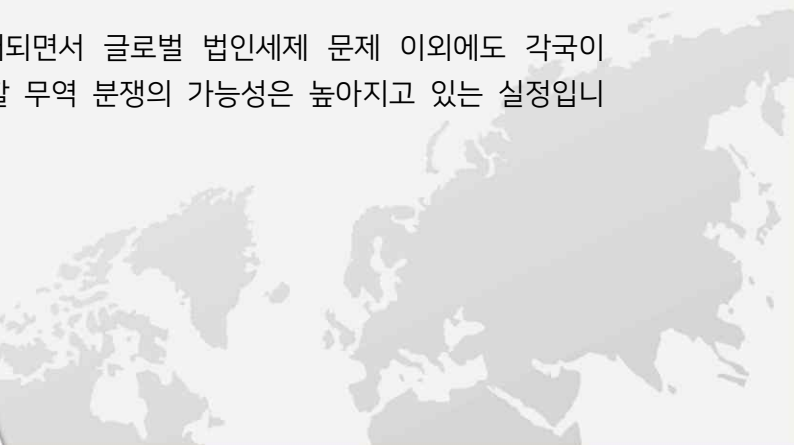 되면서 글로벌 법인세제 문제 이외에도 각국이
무역 분쟁의 가능성은 높아지고 있는 실정입니